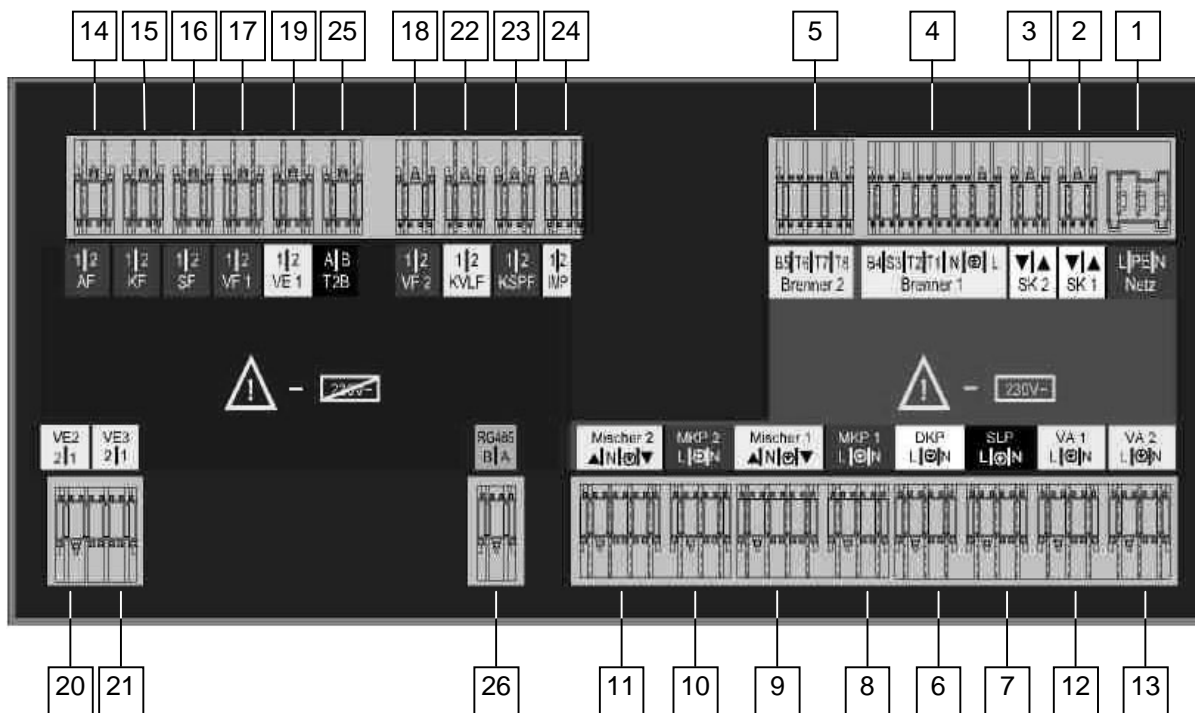 14 15 16 17 19 25 18 22 23 24 5 4 3 2 1
1 2 1 2 1 2 1 2 1 2 A B 1 2 1 2 1 2 1 2 B5 T6 T7 T8 B4 S3 T2 T1 N L ▼ ▲ ▼ ▲ L PE N
AF KF SF VF 1 VE 1 T2B VF 2 KVLF KSPF IMP Brenner 2 Brenner 1 SK 2 SK 1 Netz
! - 230V~ ! - 230V~
VE2 VE3 RG485 Mischer 2 MKP 2 Mischer 1 MKP 1 DKP SLP VA 1 VA 2
2 1 2 1 B A ▲ N ▼ L N ▲ N ▼ L N L N L N L N L N
20 21 26 11 10 9 8 6 7 12 13